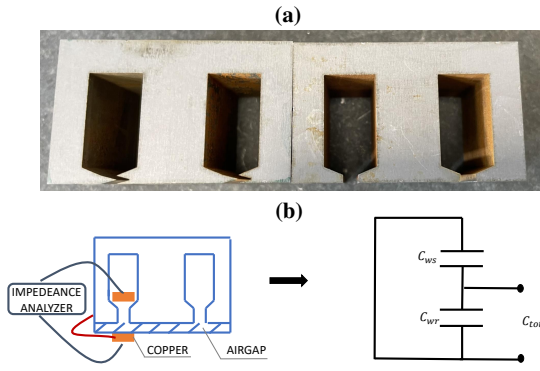 (a)
(b)
IMPEDEANCE
ANALYZER
COPPER
AIRGAP
C_ws
C_wr
C_tot